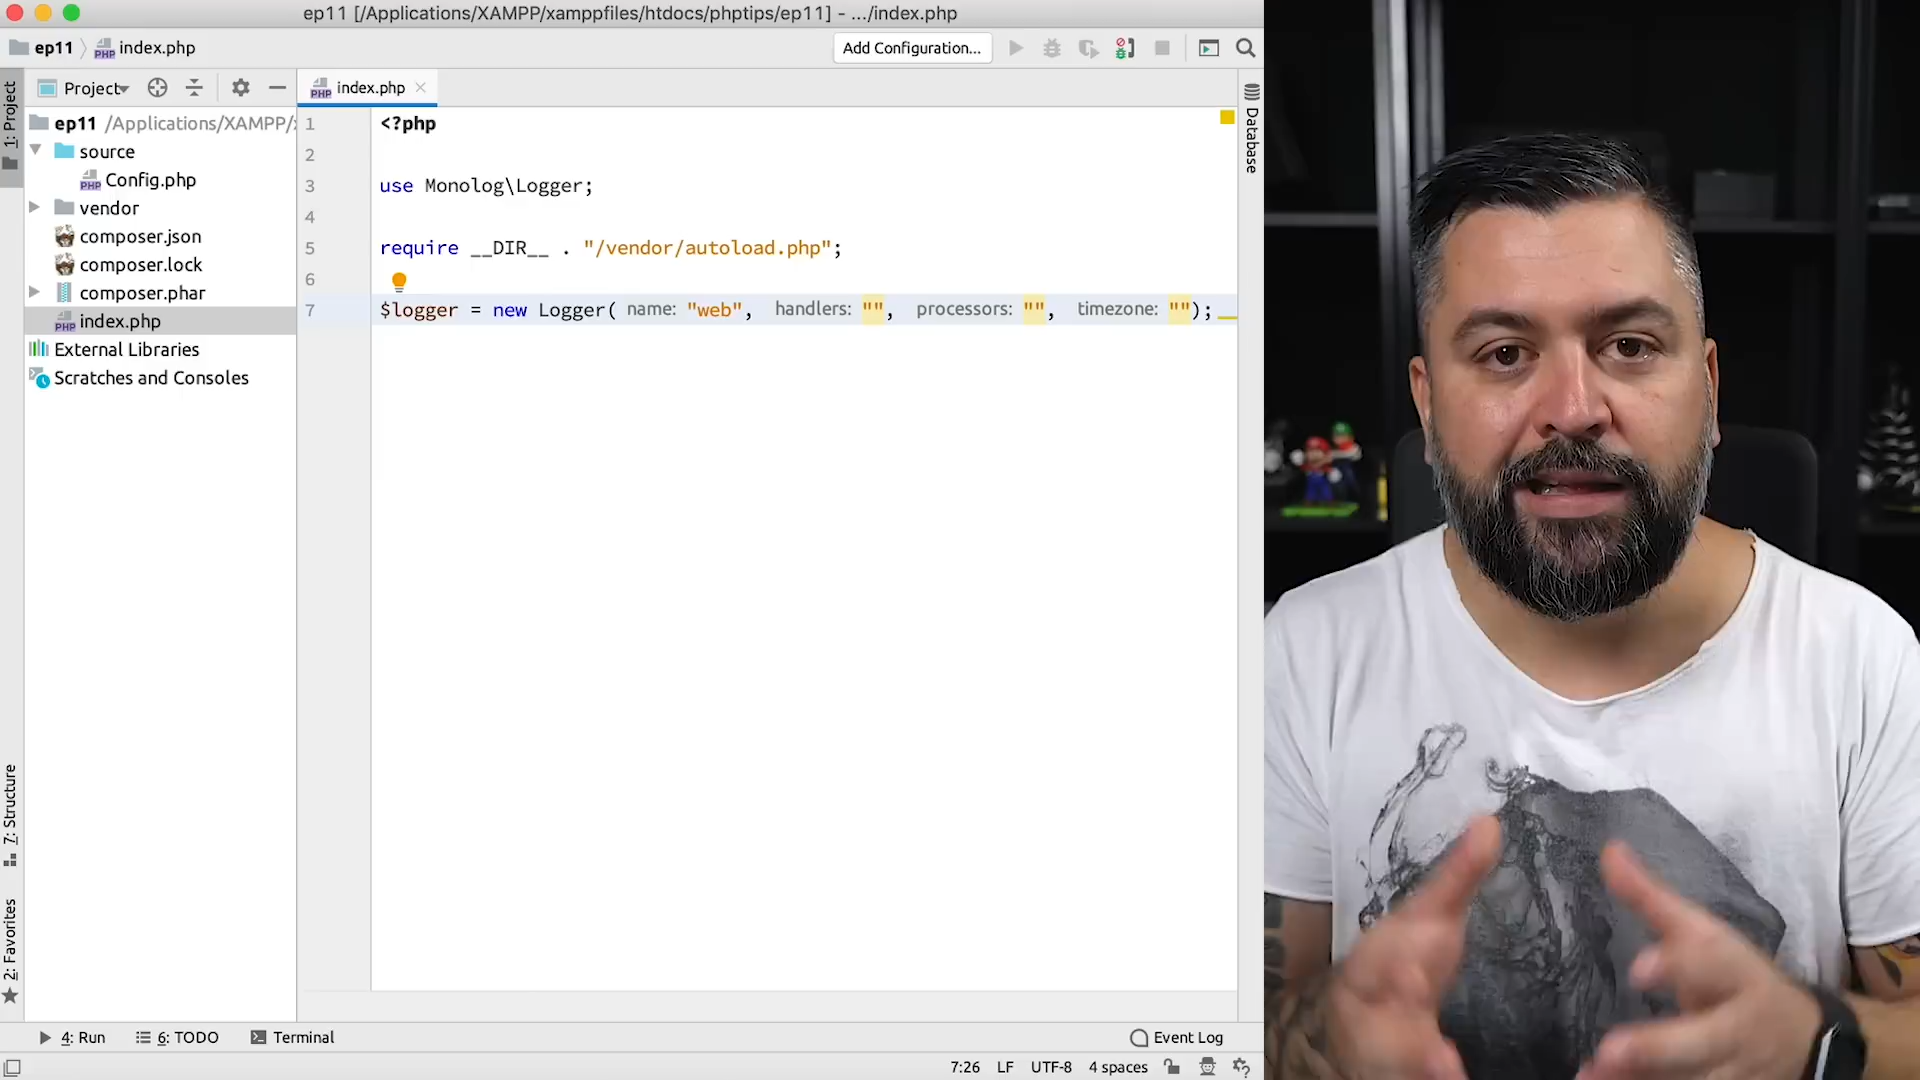 ep11 [/Applications/XAMPP/xamppfiles/htdocs/phptips/ep11] - .../index.php
ep11
index.php
Add Configuration...
1: Project
Project
index.php
ep11 /Applications/XAMPP/
source
Config.php
vendor
composer.json
composer.lock
composer.phar
index.php
External Libraries
Scratches and Consoles
1 <?php
2
3 use Monolog\Logger;
4
5 require __DIR__ . "/vendor/autoload.php";
6
7 $logger = new Logger( name: "web", handlers: "", processors: "", timezone: "");
Database
7: Structure
2: Favorites
4: Run
6: TODO
Terminal
Event Log
7:26 LF UTF-8 4 spaces